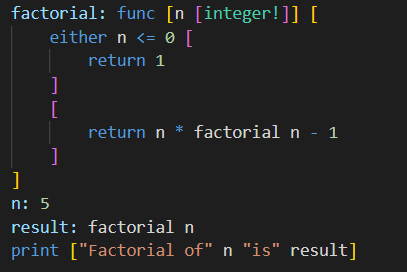 factorial: func [n [integer!]] [
    either n <= 0 [
        return 1
    ]
    [
        return n * factorial n - 1
    ]
]
n: 5
result: factorial n
print ["Factorial of" n "is" result]